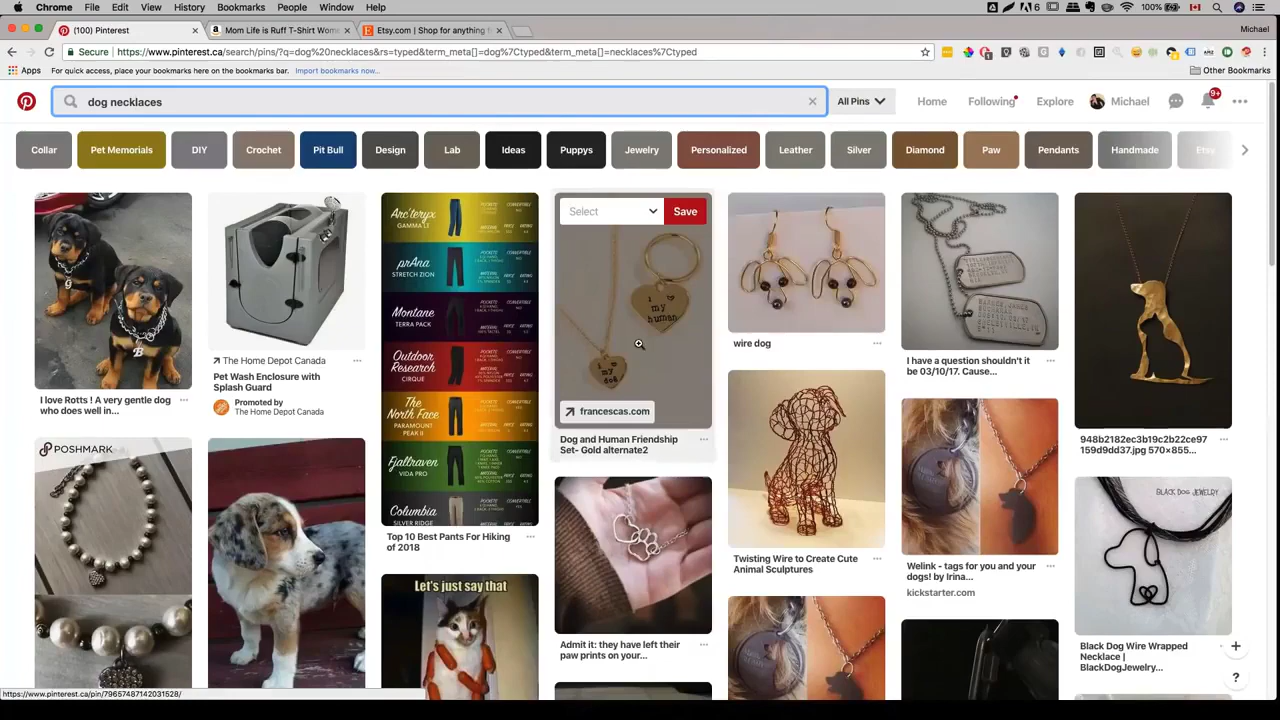 Chrome File Edit View History Bookmarks People Window Help
100%
(100) Pinterest
Mom Life is Ruff T-Shirt Wome
Etsy.com | Shop for anything
Michael
Secure https://www.pinterest.ca/search/pins/?q=dog%20necklaces&rs=typed&term_meta[]=dog%7Ctyped&term_meta[]=necklaces%7Ctyped
Apps For quick access, place your bookmarks here on the bookmarks bar. Import bookmarks now...
Other Bookmarks
dog necklaces
All Pins
Home
Following
Explore
Michael
9+
Collar
Pet Memorials
DIY
Crochet
Pit Bull
Design
Lab
Ideas
Puppys
Jewelry
Personalized
Leather
Silver
Diamond
Paw
Pendants
Handmade
Etsy
I love Rotts ! A very gentle dog
who does well in...
POSHMARK
The Home Depot Canada
Pet Wash Enclosure with
Splash Guard
Promoted by
The Home Depot Canada
Arc'teryx
GAMMA LT
prAna
STRETCH ZION
Montane
TERRA PACK
Outdoor
Research
CIRQUE
The
North Face
PARAMOUNT
PEAK II
Fjallraven
VIDA PRO
Columbia
SILVER RIDGE
Top 10 Best Pants For Hiking
of 2018
Let's just say that
Select
Save
i
my
human
i
my
dog
francescas.com
Dog and Human Friendship
Set- Gold alternate2
Admit it: they have left their
paw prints on your...
wire dog
Twisting Wire to Create Cute
Animal Sculptures
I have a question shouldn't it
be 03/10/17. Cause...
Welink - tags for you and your
dogs! by Irina...
kickstarter.com
948b2182ec3b19c2b22ce97
159d9dd37.jpg 570×855...
BLACK DOG JEWELRY
Black Dog Wire Wrapped
Necklace |
BlackDogJewelry...
+
?
https://www.pinterest.ca/pin/79657487142031528/